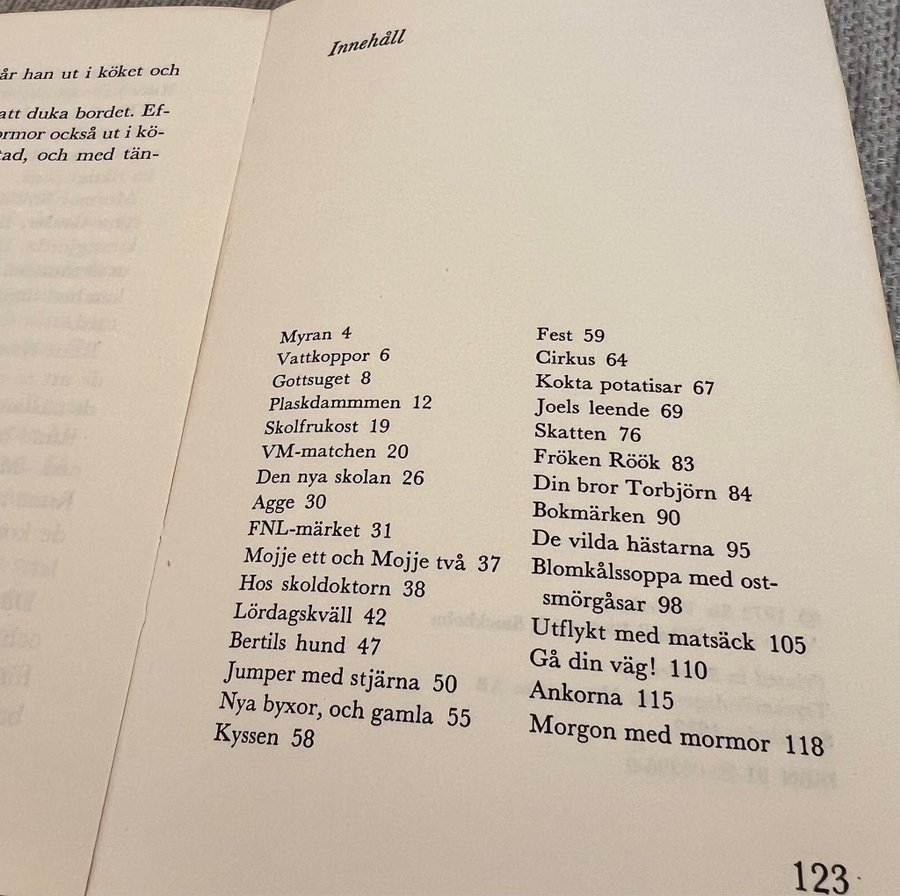 år han ut i köket och
att duka bordet. Ef-
ormor också ut i kö-
tad, och med tän-
Innehåll
Myran 4
Vattkoppor 6
Gottsuget 8
Plaskdammmen 12
Skolfrukost 19
VM-matchen 20
Den nya skolan 26
Agge 30
FNL-märket 31
Mojje ett och Mojje två 37
Hos skoldoktorn 38
Lördagskväll 42
Bertils hund 47
Jumper med stjärna 50
Nya byxor, och gamla 55
Kyssen 58
Fest 59
Cirkus 64
Kokta potatisar 67
Joels leende 69
Skatten 76
Fröken Röök 83
Din bror Torbjörn 84
Bokmärken 90
De vilda hästarna 95
Blomkålssoppa med ost-
smörgåsar 98
Utflykt med matsäck 105
Gå din väg! 110
Ankorna 115
Morgon med mormor 118
123